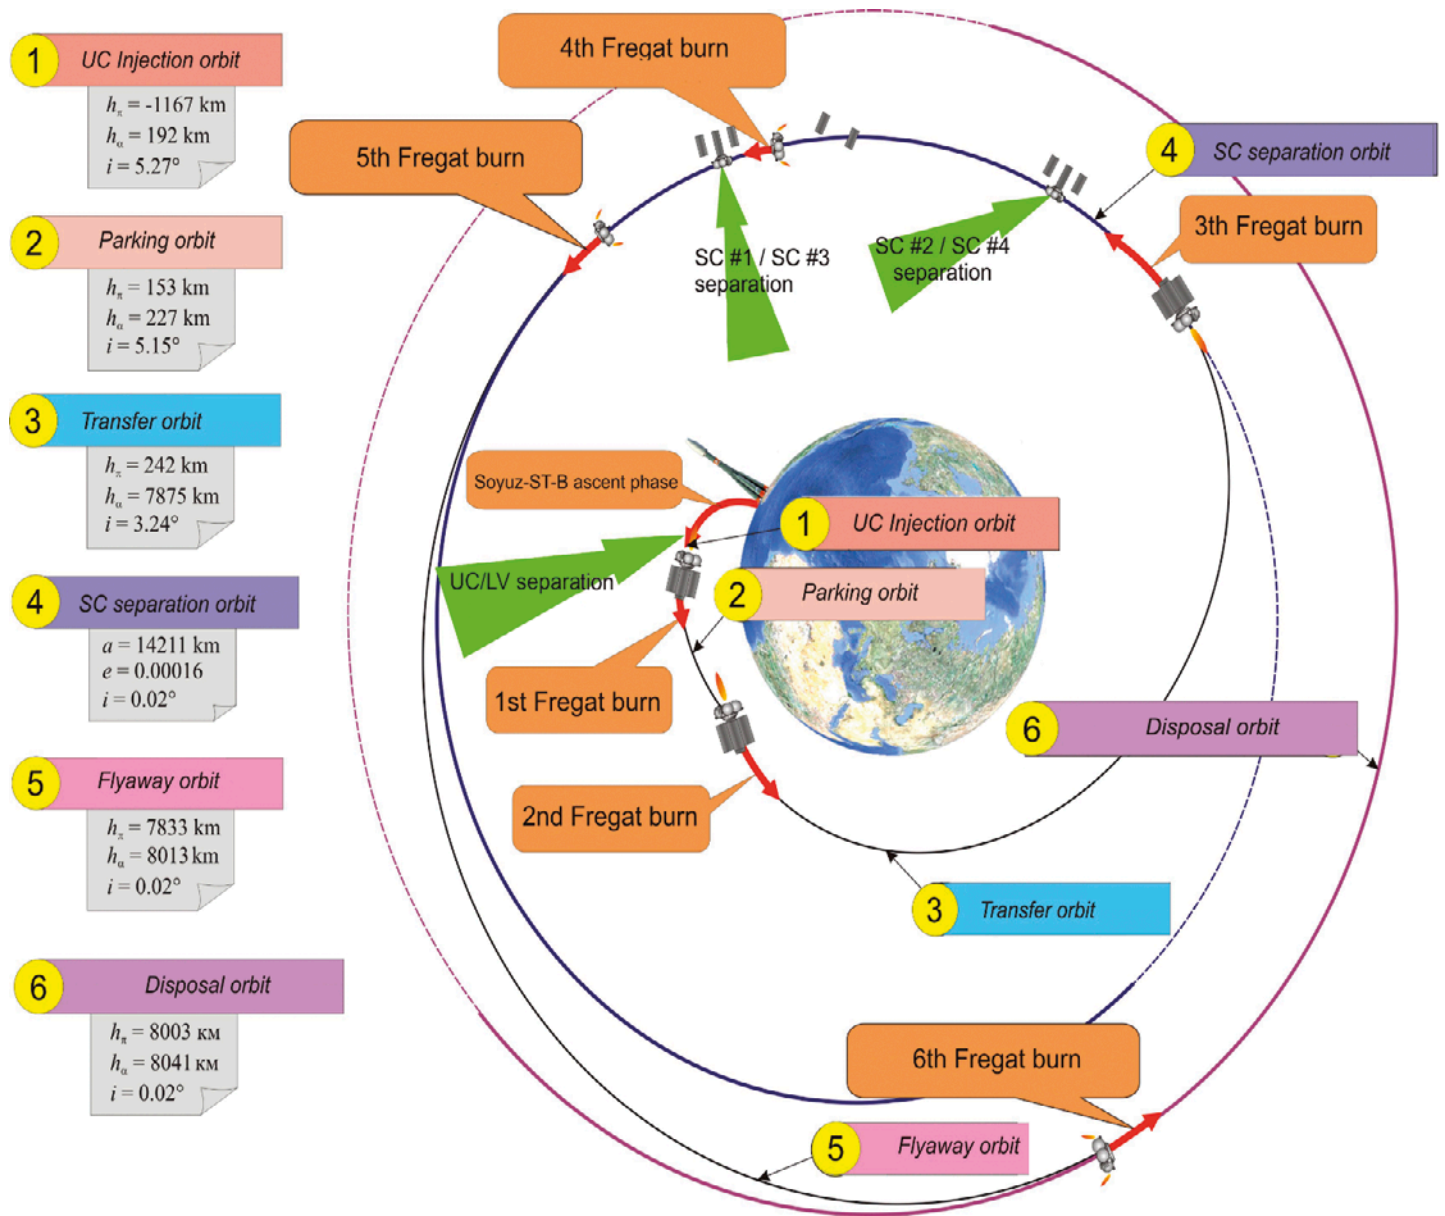 1
UC Injection orbit
hπ = -1167 km
hα = 192 km
i = 5.27°
2
Parking orbit
hπ = 153 km
hα = 227 km
i = 5.15°
3
Transfer orbit
hπ = 242 km
hα = 7875 km
i = 3.24°
4
SC separation orbit
a = 14211 km
e = 0.00016
i = 0.02°
5
Flyaway orbit
hπ = 7833 km
hα = 8013 km
i = 0.02°
6
Disposal orbit
hπ = 8003 км
hα = 8041 км
i = 0.02°
4th Fregat burn
5th Fregat burn
4
SC separation orbit
3th Fregat burn
SC #1 / SC #3
separation
SC #2 / SC #4
separation
Soyuz-ST-B ascent phase
1
UC Injection orbit
UC/LV separation
2
Parking orbit
1st Fregat burn
6
Disposal orbit
2nd Fregat burn
3
Transfer orbit
6th Fregat burn
5
Flyaway orbit